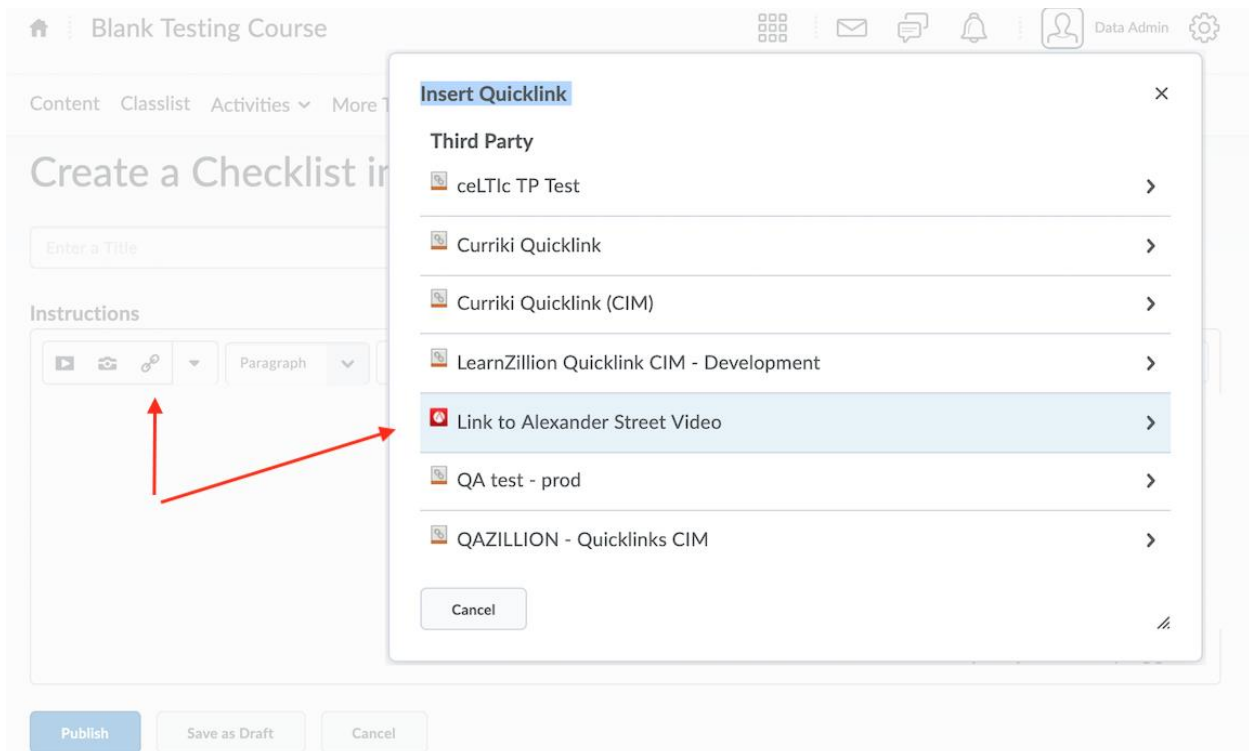 Blank Testing Course
Data Admin
Content Classlist Activities More T
Create a Checklist in
Enter a Title
Instructions
Paragraph
Insert Quicklink
Third Party
ceLTIc TP Test
Curriki Quicklink
Curriki Quicklink (CIM)
LearnZillion Quicklink CIM - Development
Link to Alexander Street Video
QA test - prod
QAZILLION - Quicklinks CIM
Cancel
Publish
Save as Draft
Cancel